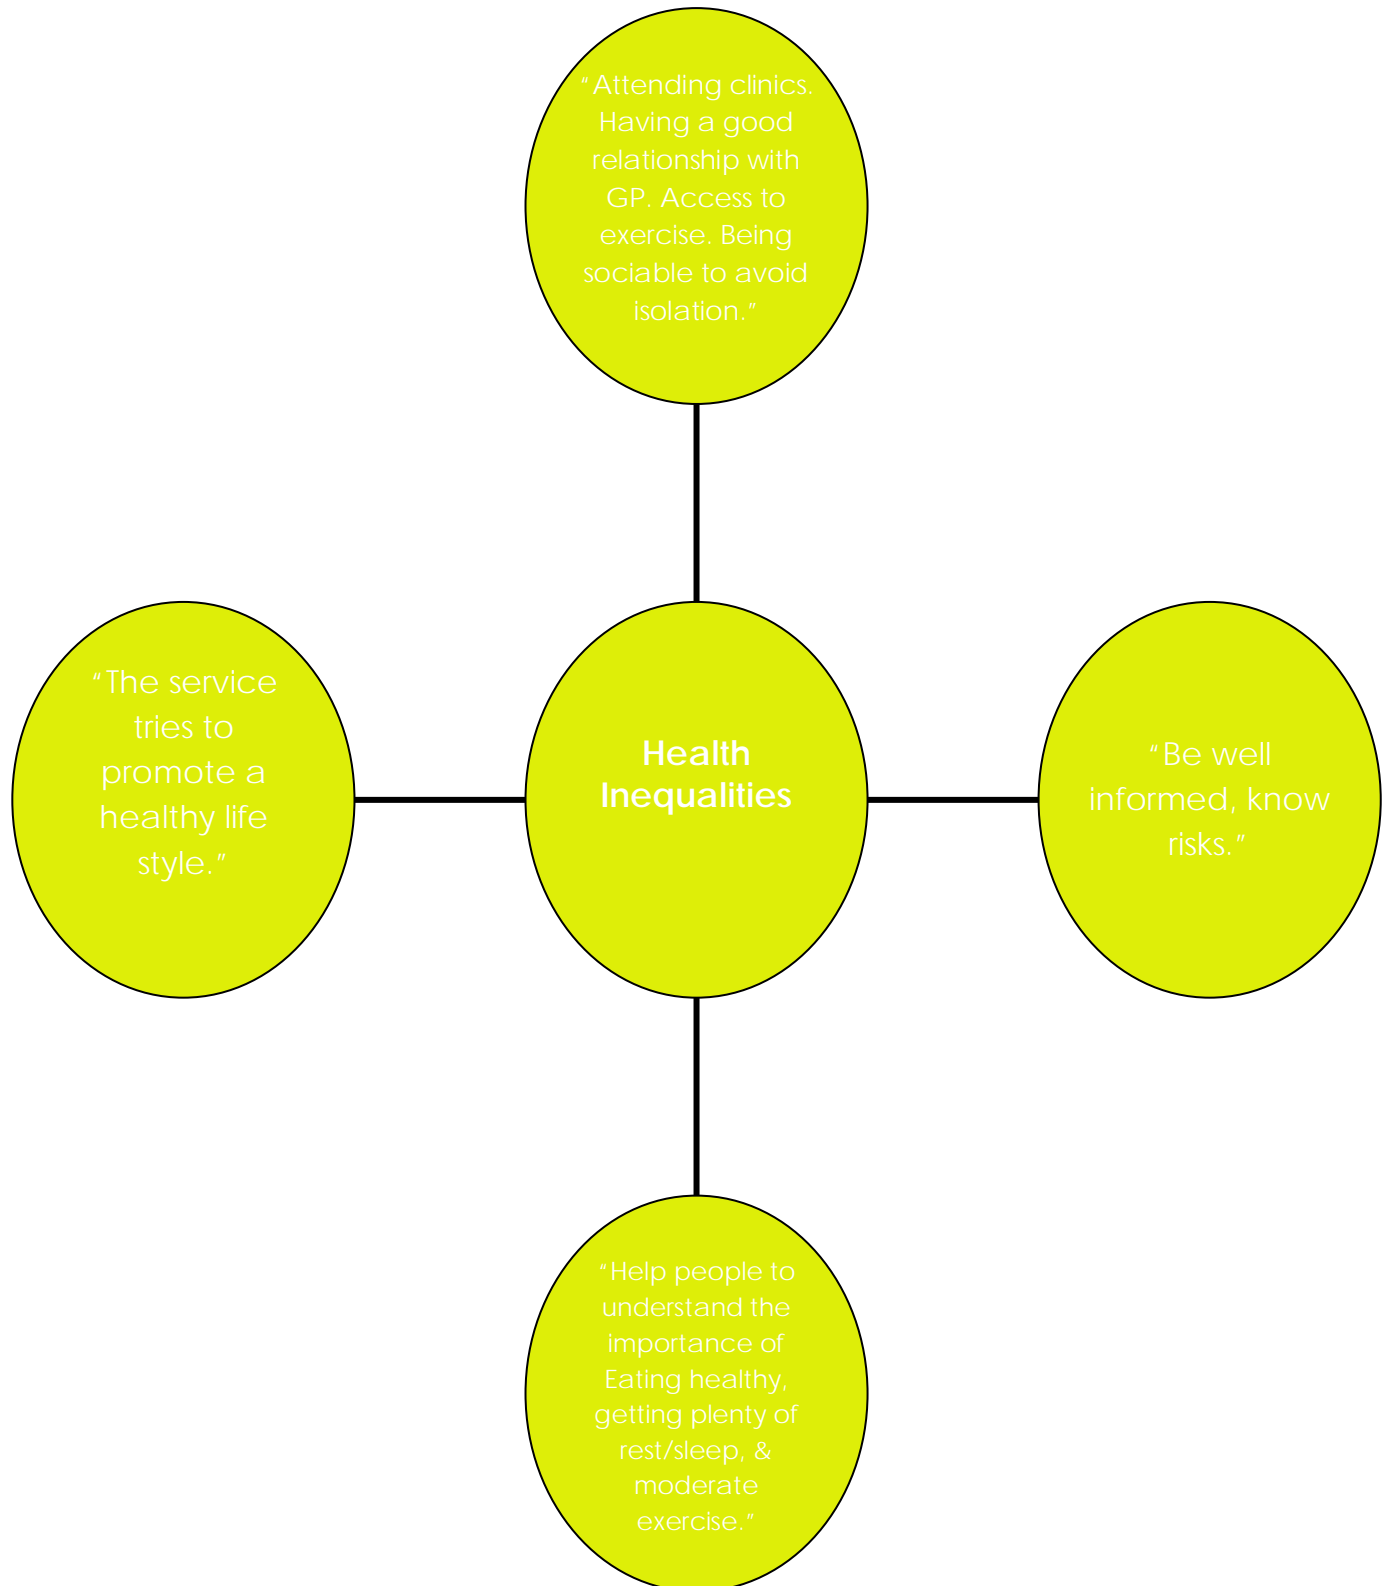 “Attending clinics.
Having a good
relationship with
GP. Access to
exercise. Being
sociable to avoid
isolation.”
“The service
tries to
promote a
healthy life
style.”
Health
Inequalities
“Be well
informed, know
risks.”
“Help people to
understand the
importance of
Eating healthy,
getting plenty of
rest/sleep, &
moderate
exercise.”